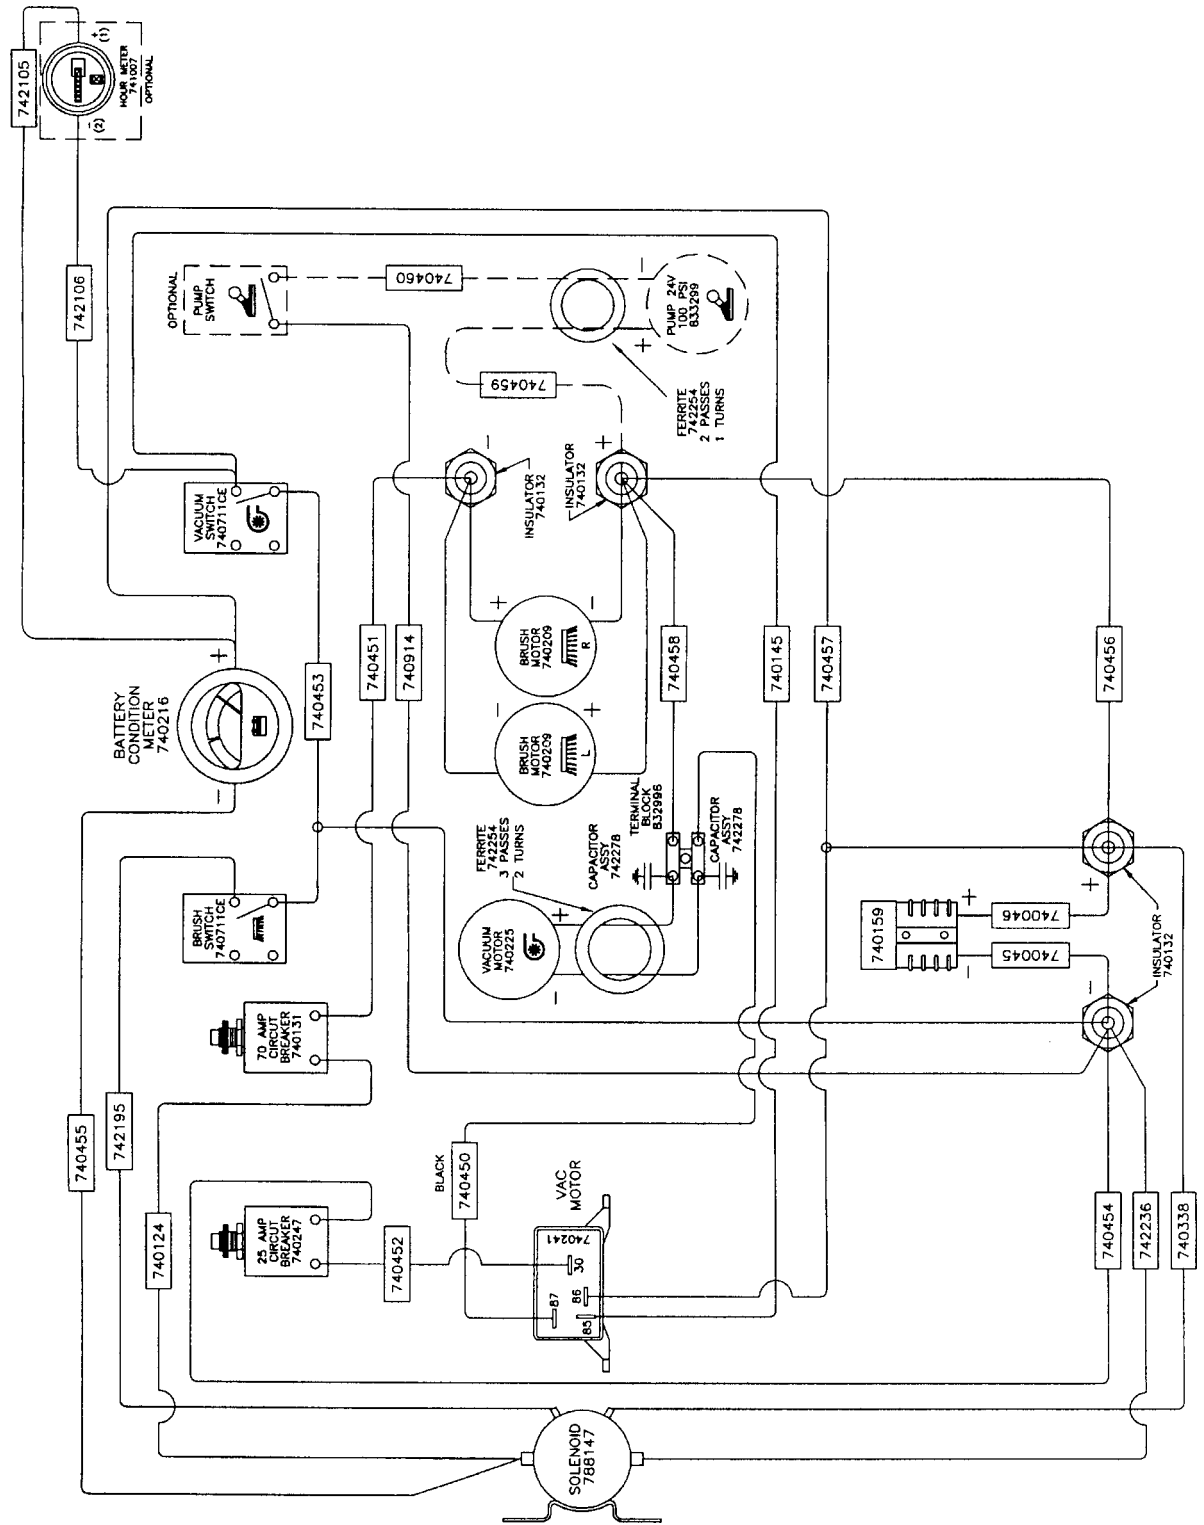 742105
+
(1)
HOUR METER
741007
OPTIONAL
-
(2)
742106
OPTIONAL
PUMP
SWITCH
740460
-
PUMP 24V
100 PSI
833299
+
740459
FERRITE
742254
2 PASSES
1 TURNS
VACUUM
SWITCH
740711CE
-
INSULATOR
740132
+
INSULATOR
740132
BATTERY
CONDITION
METER
740216
+
-
740453
740451
740914
+
BRUSH
MOTOR
740209
R
-
-
BRUSH
MOTOR
740209
L
+
740458
740145
740457
740456
BRUSH
SWITCH
740711CE
FERRITE
742254
3 PASSES
2 TURNS
VACUUM
MOTOR
740225
+
-
CAPACITOR
ASSY
742278
TERMINAL
BLOCK
832996
CAPACITOR
ASSY
742278
740159
+
-
740046
740045
+
-
INSULATOR
740132
70 AMP
CIRCUT
BREAKER
740131
740455
742195
740124
25 AMP
CIRCUT
BREAKER
740247
740452
BLACK
740450
VAC
MOTOR
740241
30
87
86
85
740454
742236
740338
SOLENOID
788147